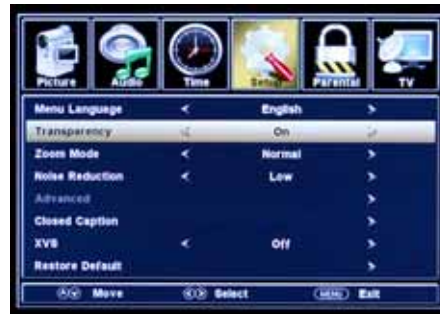 Picture Audio Time Setup Parental TV
Menu Language English
Transparency On
Zoom Mode Normal
Noise Reduction Low
Advanced
Closed Caption
XVB Off
Restore Default
Move Select MENU Exit